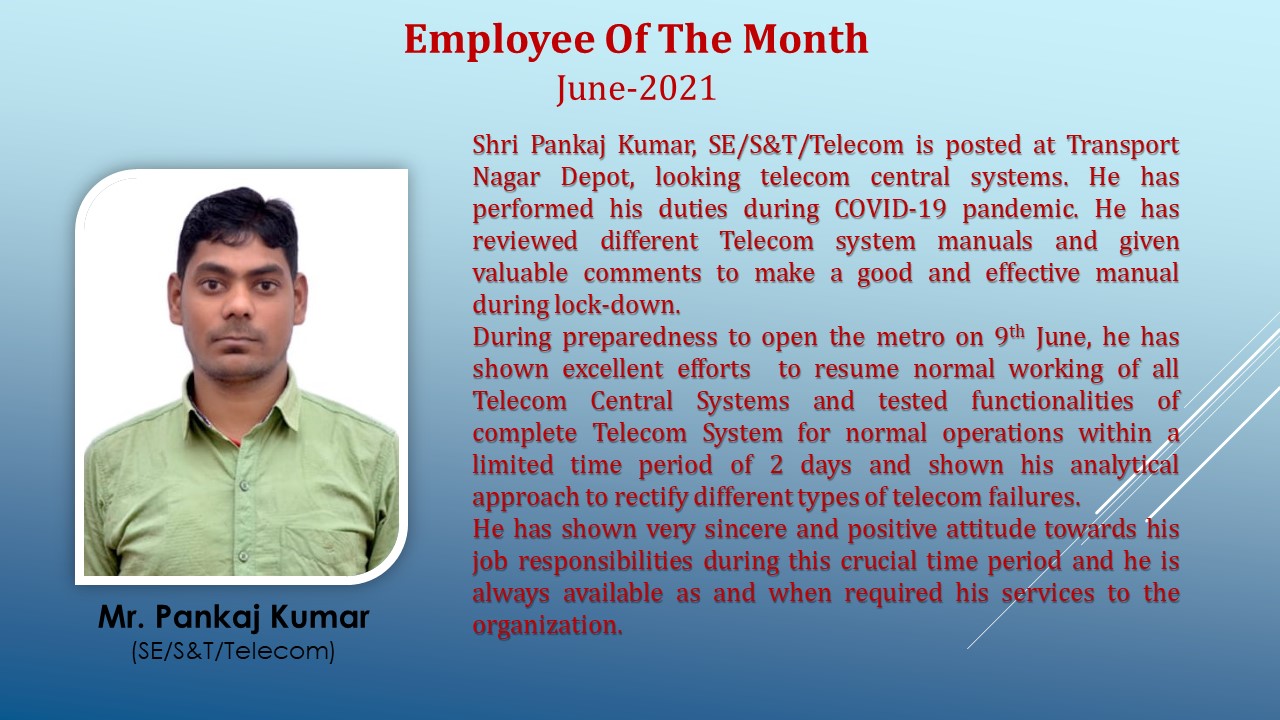 Employee Of The Month
June-2021
Shri Pankaj Kumar, SE/S&T/Telecom is posted at Transport
Nagar Depot, looking telecom central systems. He has
performed his duties during COVID-19 pandemic. He has
reviewed different Telecom system manuals and given
valuable comments to make a good and effective manual
during lock-down.
During preparedness to open the metro on 9th June, he has
shown excellent efforts to resume normal working of all
Telecom Central Systems and tested functionalities of
complete Telecom System for normal operations within a
limited time period of 2 days and shown his analytical
approach to rectify different types of telecom failures.
He has shown very sincere and positive attitude towards his
job responsibilities during this crucial time period and he is
always available as and when required his services to the
organization.
Mr. Pankaj Kumar
(SE/S&T/Telecom)